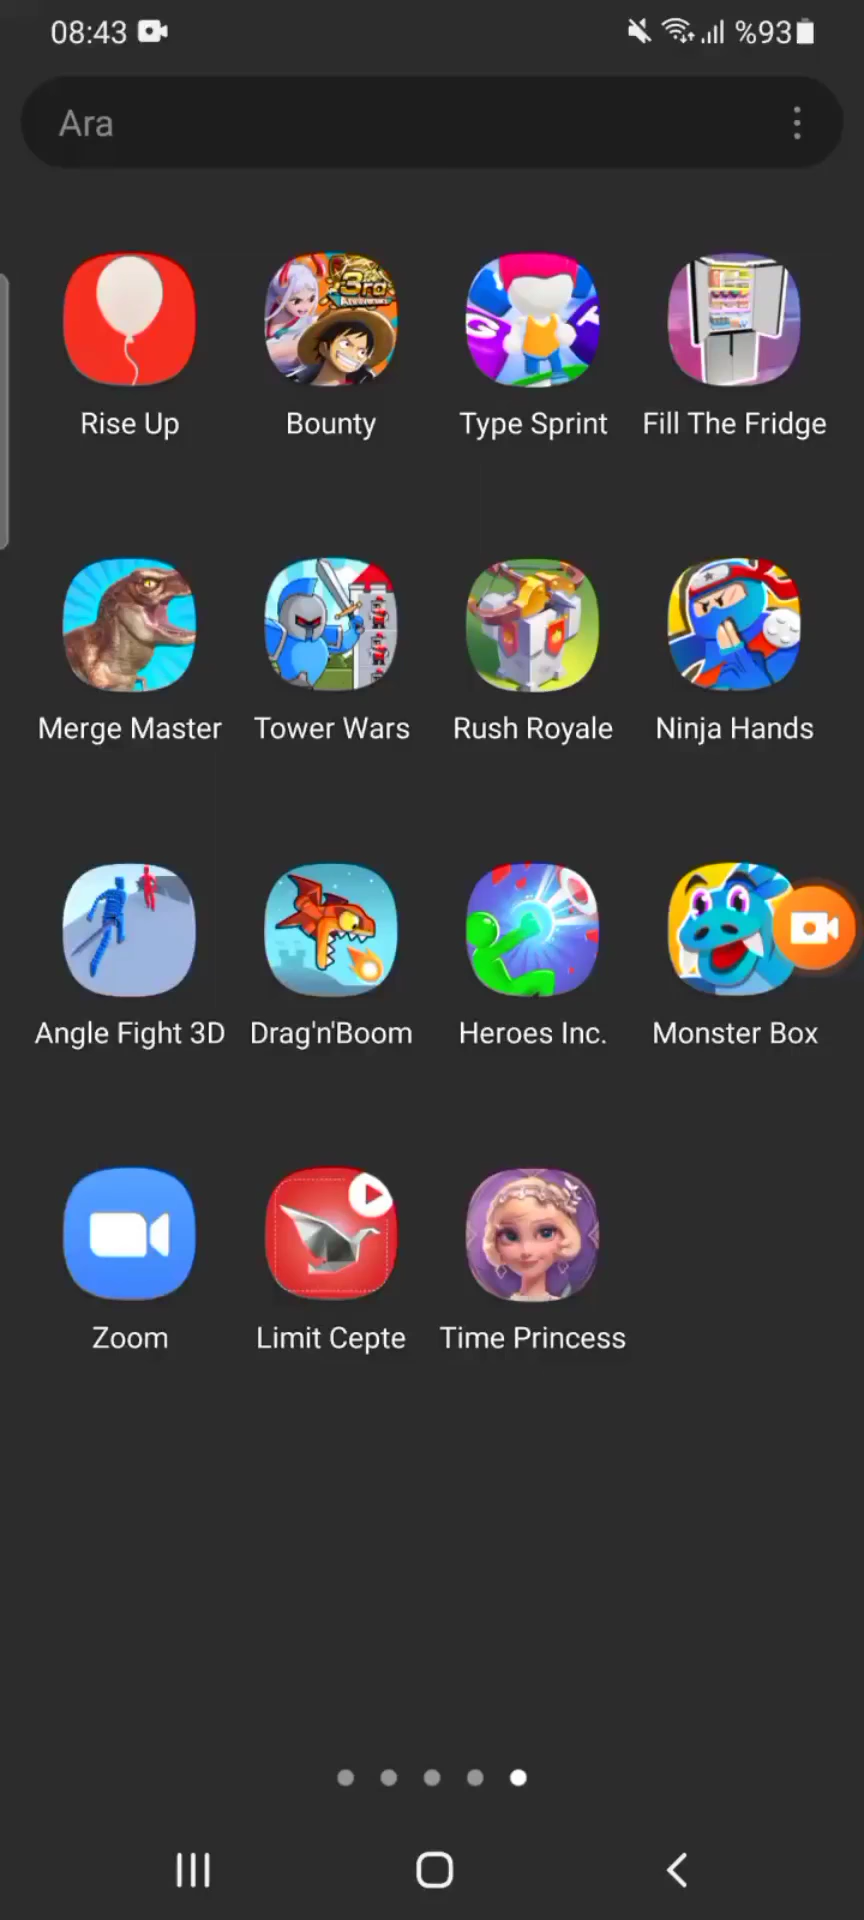 08:43 %93
Ara
Rise Up Bounty Type Sprint Fill The Fridge
Merge Master Tower Wars Rush Royale Ninja Hands
Angle Fight 3D Drag'n'Boom Heroes Inc. Monster Box
Zoom Limit Cepte Time Princess